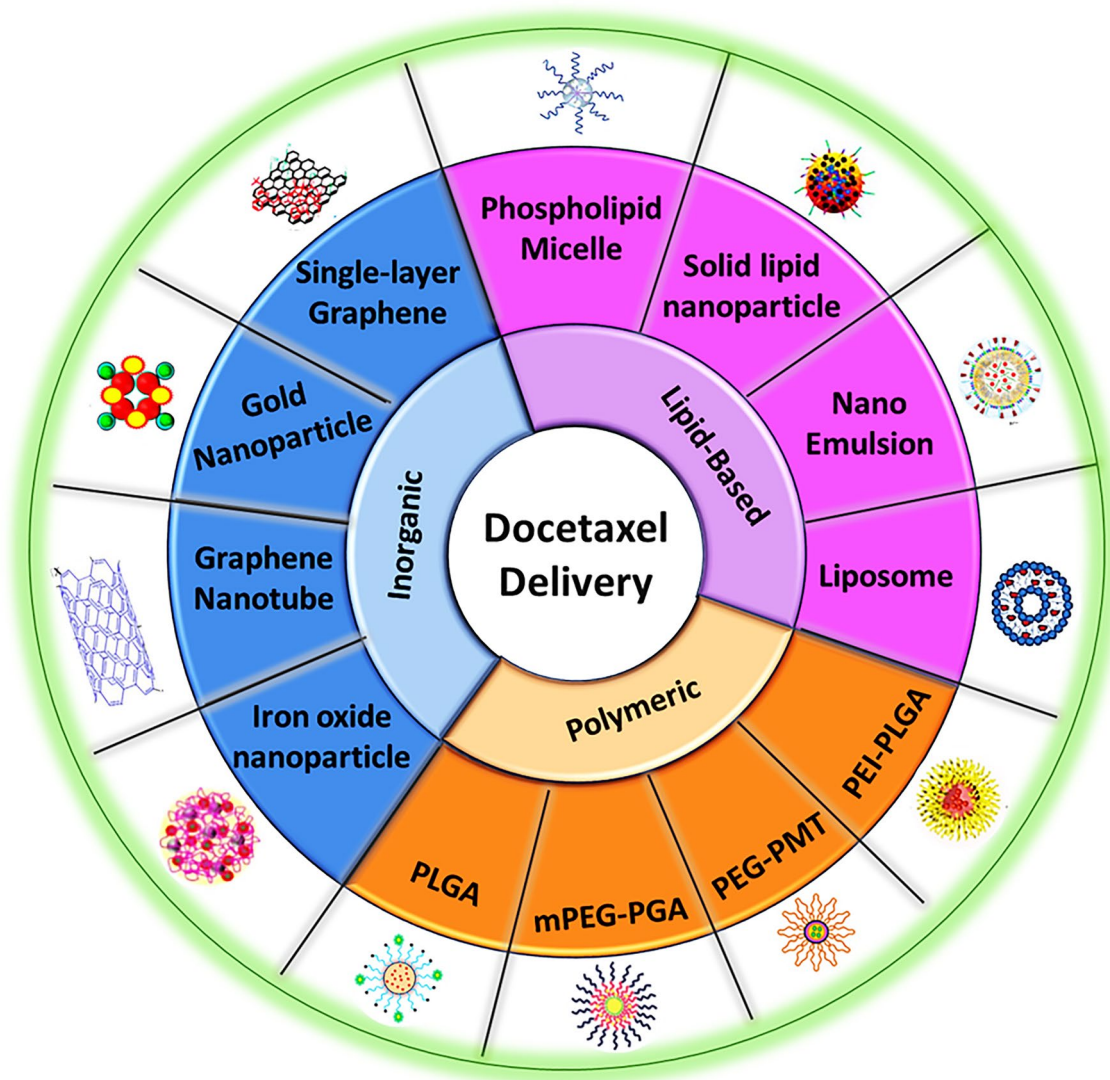 Docetaxel
Delivery
Lipid-Based
Phospholipid
Micelle
Solid lipid
nanoparticle
Nano
Emulsion
Liposome
Polymeric
PEI-PLGA
PEG-PMT
mPEG-PGA
PLGA
Inorganic
Iron oxide
nanoparticle
Graphene
Nanotube
Gold
Nanoparticle
Single-layer
Graphene